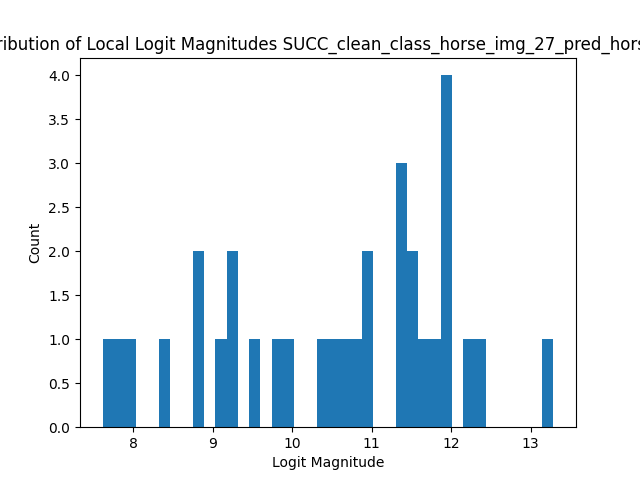 ribution of Local Logit Magnitudes SUCC_clean_class_horse_img_27_pred_hors
4.0
3.5
3.0
2.5
2.0
1.5
1.0
0.5
0.0
Count
8 9 10 11 12 13
Logit Magnitude